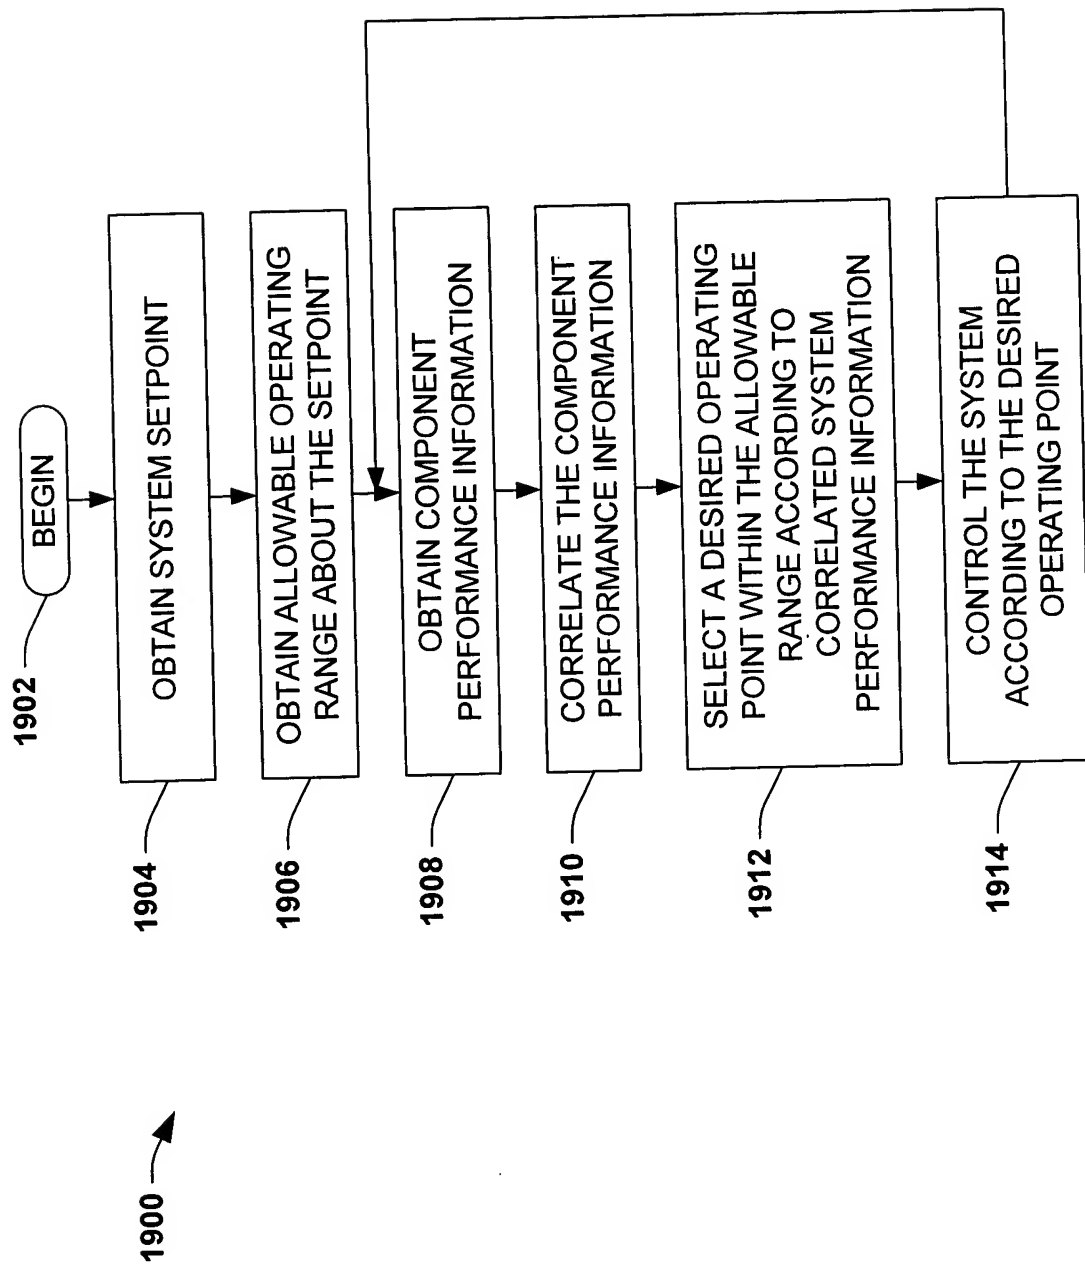 1900
1902
BEGIN
1904
OBTAIN SYSTEM SETPOINT
1906
OBTAIN ALLOWABLE OPERATING
RANGE ABOUT THE SETPOINT
1908
OBTAIN COMPONENT
PERFORMANCE INFORMATION
1910
CORRELATE THE COMPONENT
PERFORMANCE INFORMATION
1912
SELECT A DESIRED OPERATING
POINT WITHIN THE ALLOWABLE
RANGE ACCORDING TO
CORRELATED SYSTEM
PERFORMANCE INFORMATION
1914
CONTROL THE SYSTEM
ACCORDING TO THE DESIRED
OPERATING POINT